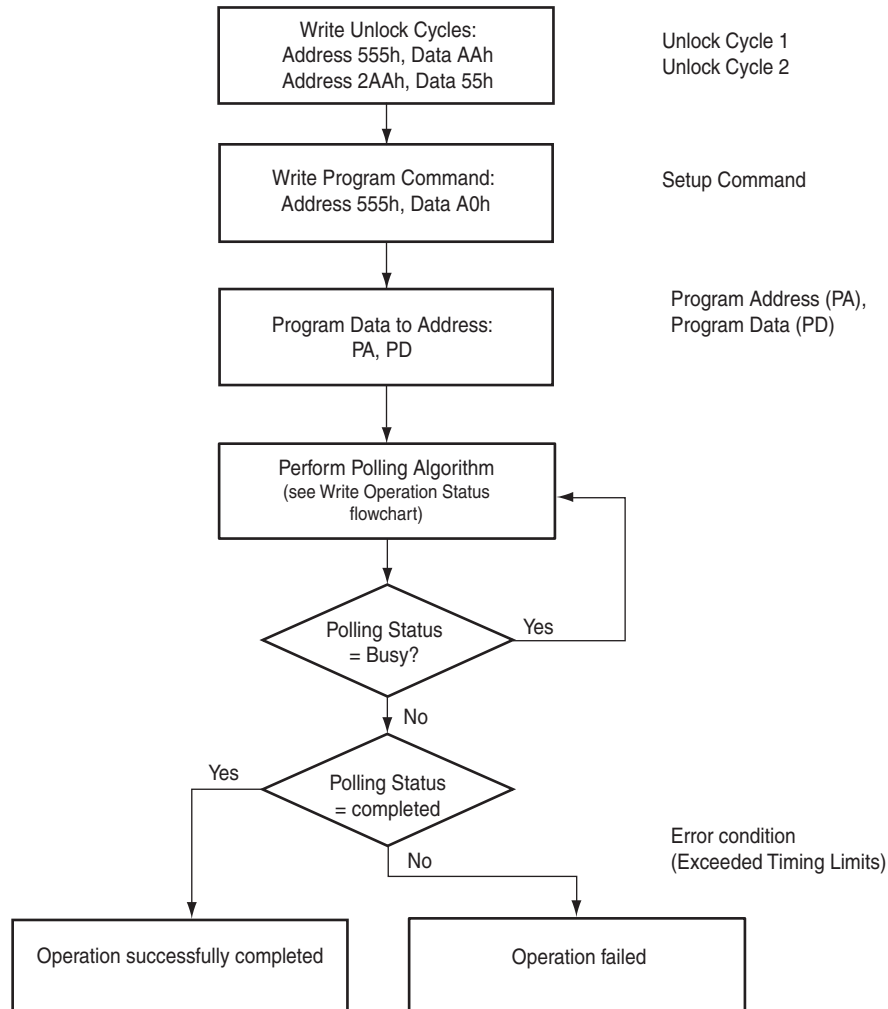 Write Unlock Cycles:
Address 555h, Data AAh
Address 2AAh, Data 55h
Unlock Cycle 1
Unlock Cycle 2
Write Program Command:
Address 555h, Data A0h
Setup Command
Program Data to Address:
PA, PD
Program Address (PA),
Program Data (PD)
Perform Polling Algorithm
(see Write Operation Status
flowchart)
Polling Status
= Busy?
Yes
No
Polling Status
= completed
Yes
No
Error condition
(Exceeded Timing Limits)
Operation successfully completed
Operation failed